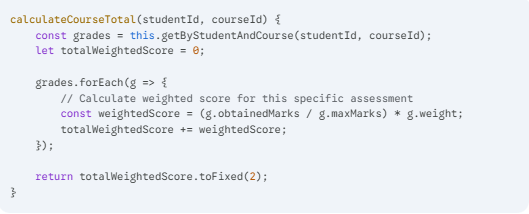 calculateCourseTotal(studentId, courseId) {
    const grades = this.getByStudentAndCourse(studentId, courseId);
    let totalWeightedScore = 0;

    grades.forEach(g => {
        // Calculate weighted score for this specific assessment
        const weightedScore = (g.obtainedMarks / g.maxMarks) * g.weight;
        totalWeightedScore += weightedScore;
    });

    return totalWeightedScore.toFixed(2);
}